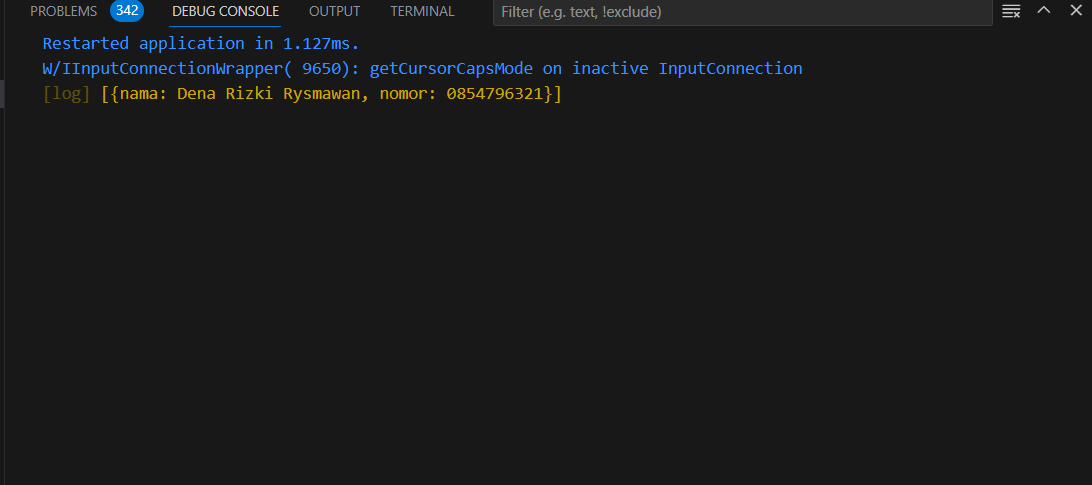 PROBLEMS 342 DEBUG CONSOLE OUTPUT TERMINAL Filter (e.g. text, !exclude)
Restarted application in 1.127ms.
W/IInputConnectionWrapper( 9650): getCursorCapsMode on inactive InputConnection
[log] [{nama: Dena Rizki Rysmawan, nomor: 0854796321}]